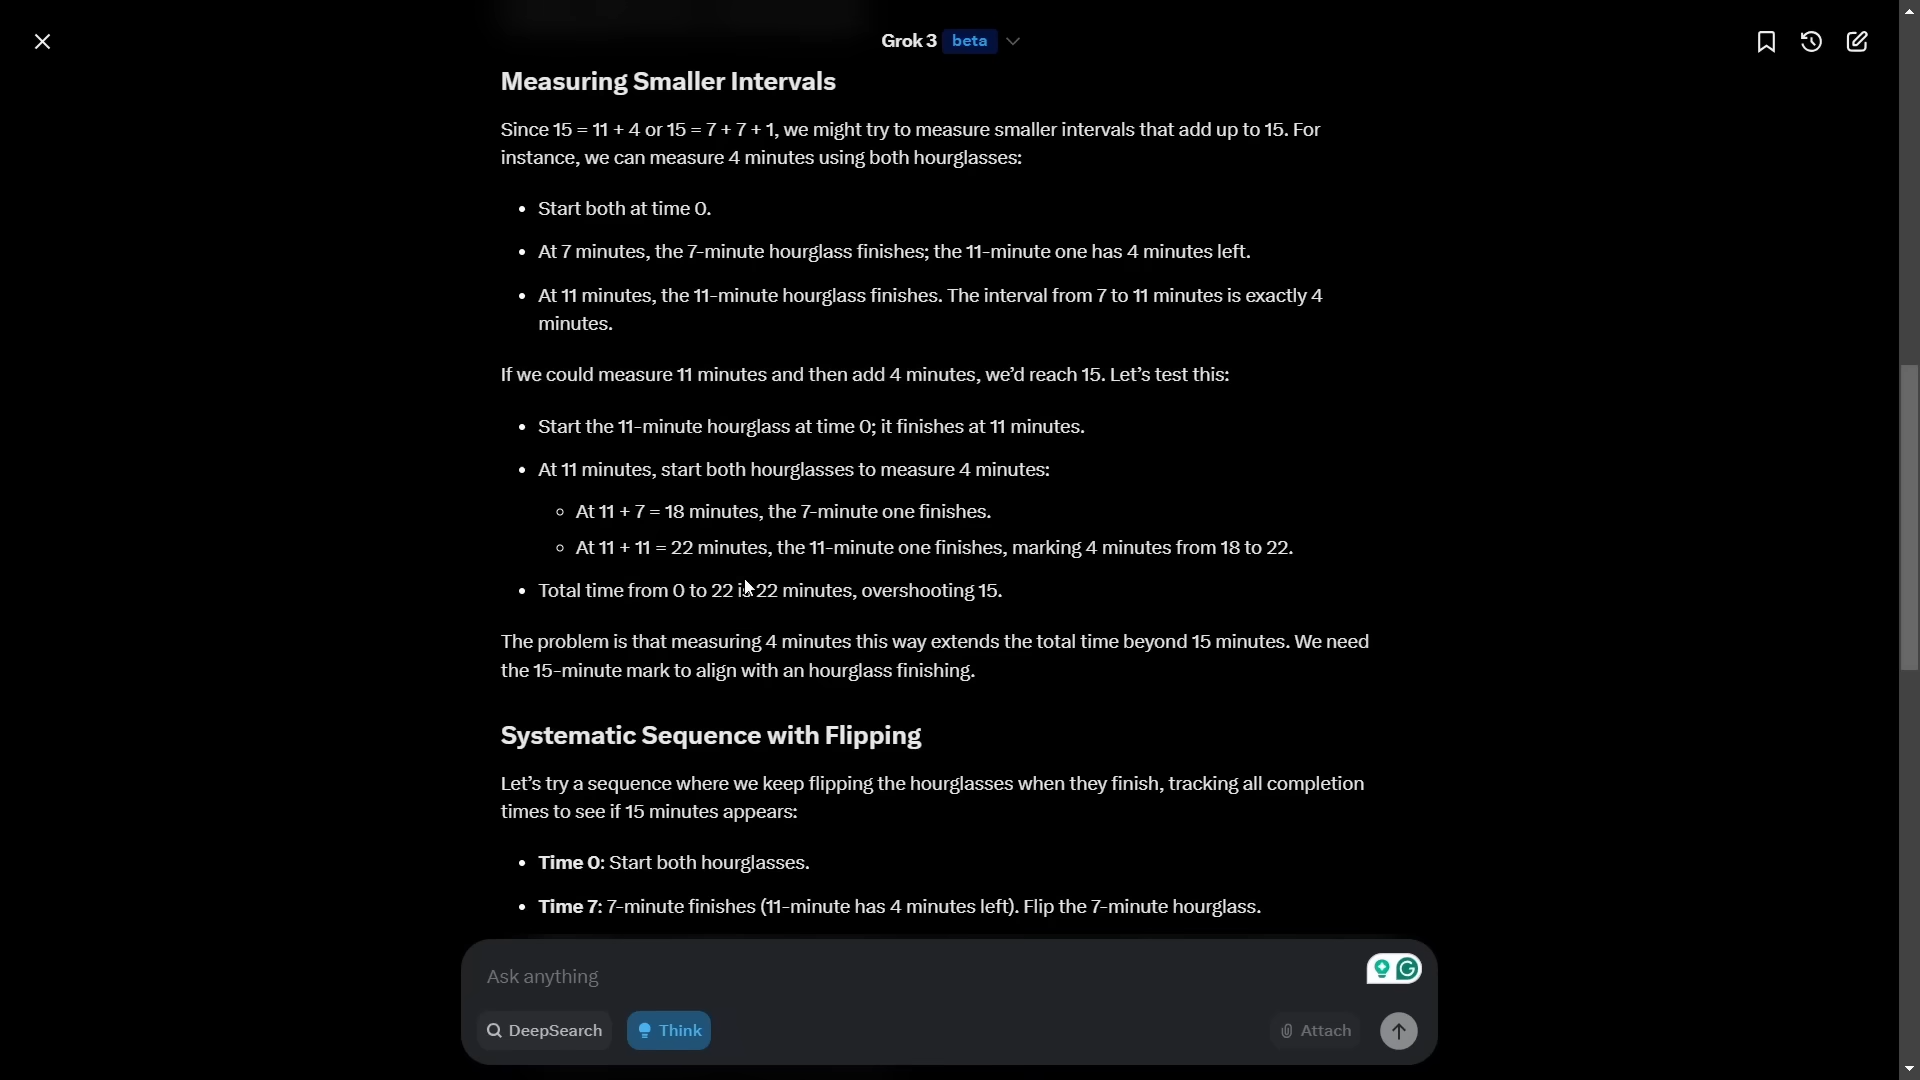 Grok 3 beta
Measuring Smaller Intervals
Since 15 = 11 + 4 or 15 = 7 + 7 + 1, we might try to measure smaller intervals that add up to 15. For
instance, we can measure 4 minutes using both hourglasses:
• Start both at time 0.
• At 7 minutes, the 7-minute hourglass finishes; the 11-minute one has 4 minutes left.
• At 11 minutes, the 11-minute hourglass finishes. The interval from 7 to 11 minutes is exactly 4
minutes.
If we could measure 11 minutes and then add 4 minutes, we’d reach 15. Let’s test this:
• Start the 11-minute hourglass at time 0; it finishes at 11 minutes.
• At 11 minutes, start both hourglasses to measure 4 minutes:
◦ At 11 + 7 = 18 minutes, the 7-minute one finishes.
◦ At 11 + 11 = 22 minutes, the 11-minute one finishes, marking 4 minutes from 18 to 22.
• Total time from 0 to 22 is 22 minutes, overshooting 15.
The problem is that measuring 4 minutes this way extends the total time beyond 15 minutes. We need
the 15-minute mark to align with an hourglass finishing.
Systematic Sequence with Flipping
Let’s try a sequence where we keep flipping the hourglasses when they finish, tracking all completion
times to see if 15 minutes appears:
• Time 0: Start both hourglasses.
• Time 7: 7-minute finishes (11-minute has 4 minutes left). Flip the 7-minute hourglass.
Ask anything
DeepSearch Think Attach